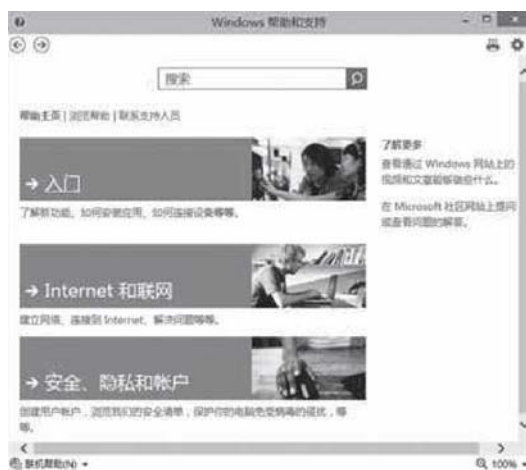 Windows 帮助和支持
搜索
帮助主页 | 浏览帮助 | 联系支持人员
→ 入门
了解新功能、如何安装应用、如何连接设备等等。
了解更多
查看通过 Windows 网站上的
视频和文章能够做些什么。
在 Microsoft 社区网站上提问
或查看问题的解答。
→ Internet 和联网
建立网络、连接到 Internet、解决问题等等。
→ 安全、隐私和帐户
创建用户帐户，浏览我们的安全清单，保护你的电脑免受病毒的侵扰，等
等。
联机帮助(N)
100%